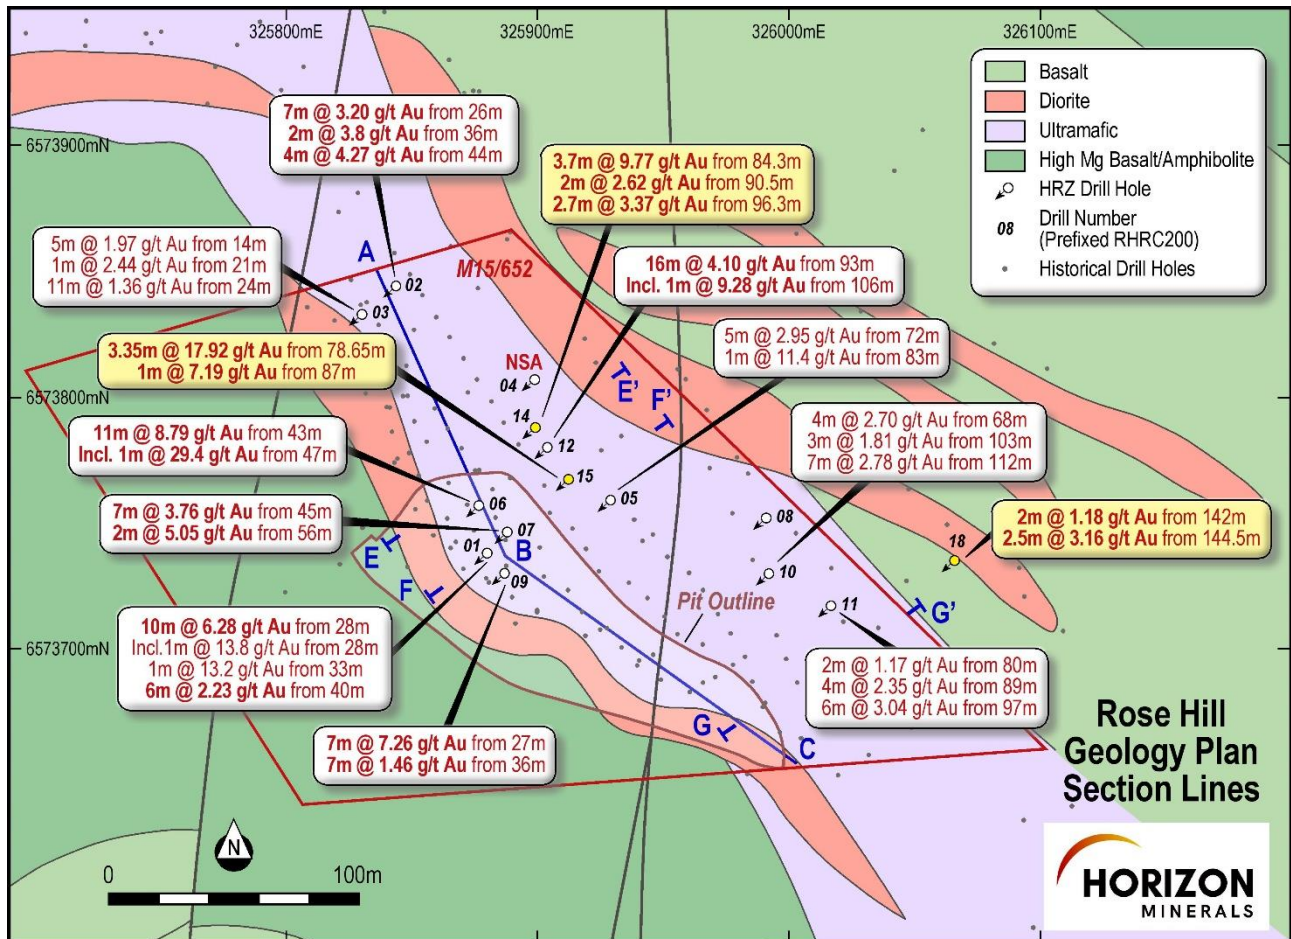 325800mE
325900mE
326000mE
326100mE
6573900mN
6573800mN
6573700mN
Basalt
Diorite
Ultramafic
High Mg Basalt/Amphibolite
HRZ Drill Hole
08
Drill Number
(Prefixed RHRC200)
Historical Drill Holes
7m @ 3.20 g/t Au from 26m
2m @ 3.8 g/t Au from 36m
4m @ 4.27 g/t Au from 44m
3.7m @ 9.77 g/t Au from 84.3m
2m @ 2.62 g/t Au from 90.5m
2.7m @ 3.37 g/t Au from 96.3m
5m @ 1.97 g/t Au from 14m
1m @ 2.44 g/t Au from 21m
11m @ 1.36 g/t Au from 24m
A
M15/652
16m @ 4.10 g/t Au from 93m
Incl. 1m @ 9.28 g/t Au from 106m
02
03
5m @ 2.95 g/t Au from 72m
1m @ 11.4 g/t Au from 83m
3.35m @ 17.92 g/t Au from 78.65m
1m @ 7.19 g/t Au from 87m
NSA
04
E'
F'
14
12
15
05
08
10
11
18
4m @ 2.70 g/t Au from 68m
3m @ 1.81 g/t Au from 103m
7m @ 2.78 g/t Au from 112m
11m @ 8.79 g/t Au from 43m
Incl. 1m @ 29.4 g/t Au from 47m
7m @ 3.76 g/t Au from 45m
2m @ 5.05 g/t Au from 56m
2m @ 1.18 g/t Au from 142m
2.5m @ 3.16 g/t Au from 144.5m
06
07
01
B
09
E
F
Pit Outline
G'
10m @ 6.28 g/t Au from 28m
Incl.1m @ 13.8 g/t Au from 28m
1m @ 13.2 g/t Au from 33m
6m @ 2.23 g/t Au from 40m
2m @ 1.17 g/t Au from 80m
4m @ 2.35 g/t Au from 89m
6m @ 3.04 g/t Au from 97m
7m @ 7.26 g/t Au from 27m
7m @ 1.46 g/t Au from 36m
G
C
Rose Hill
Geology Plan
Section Lines
N
0
100m
HORIZON
MINERALS